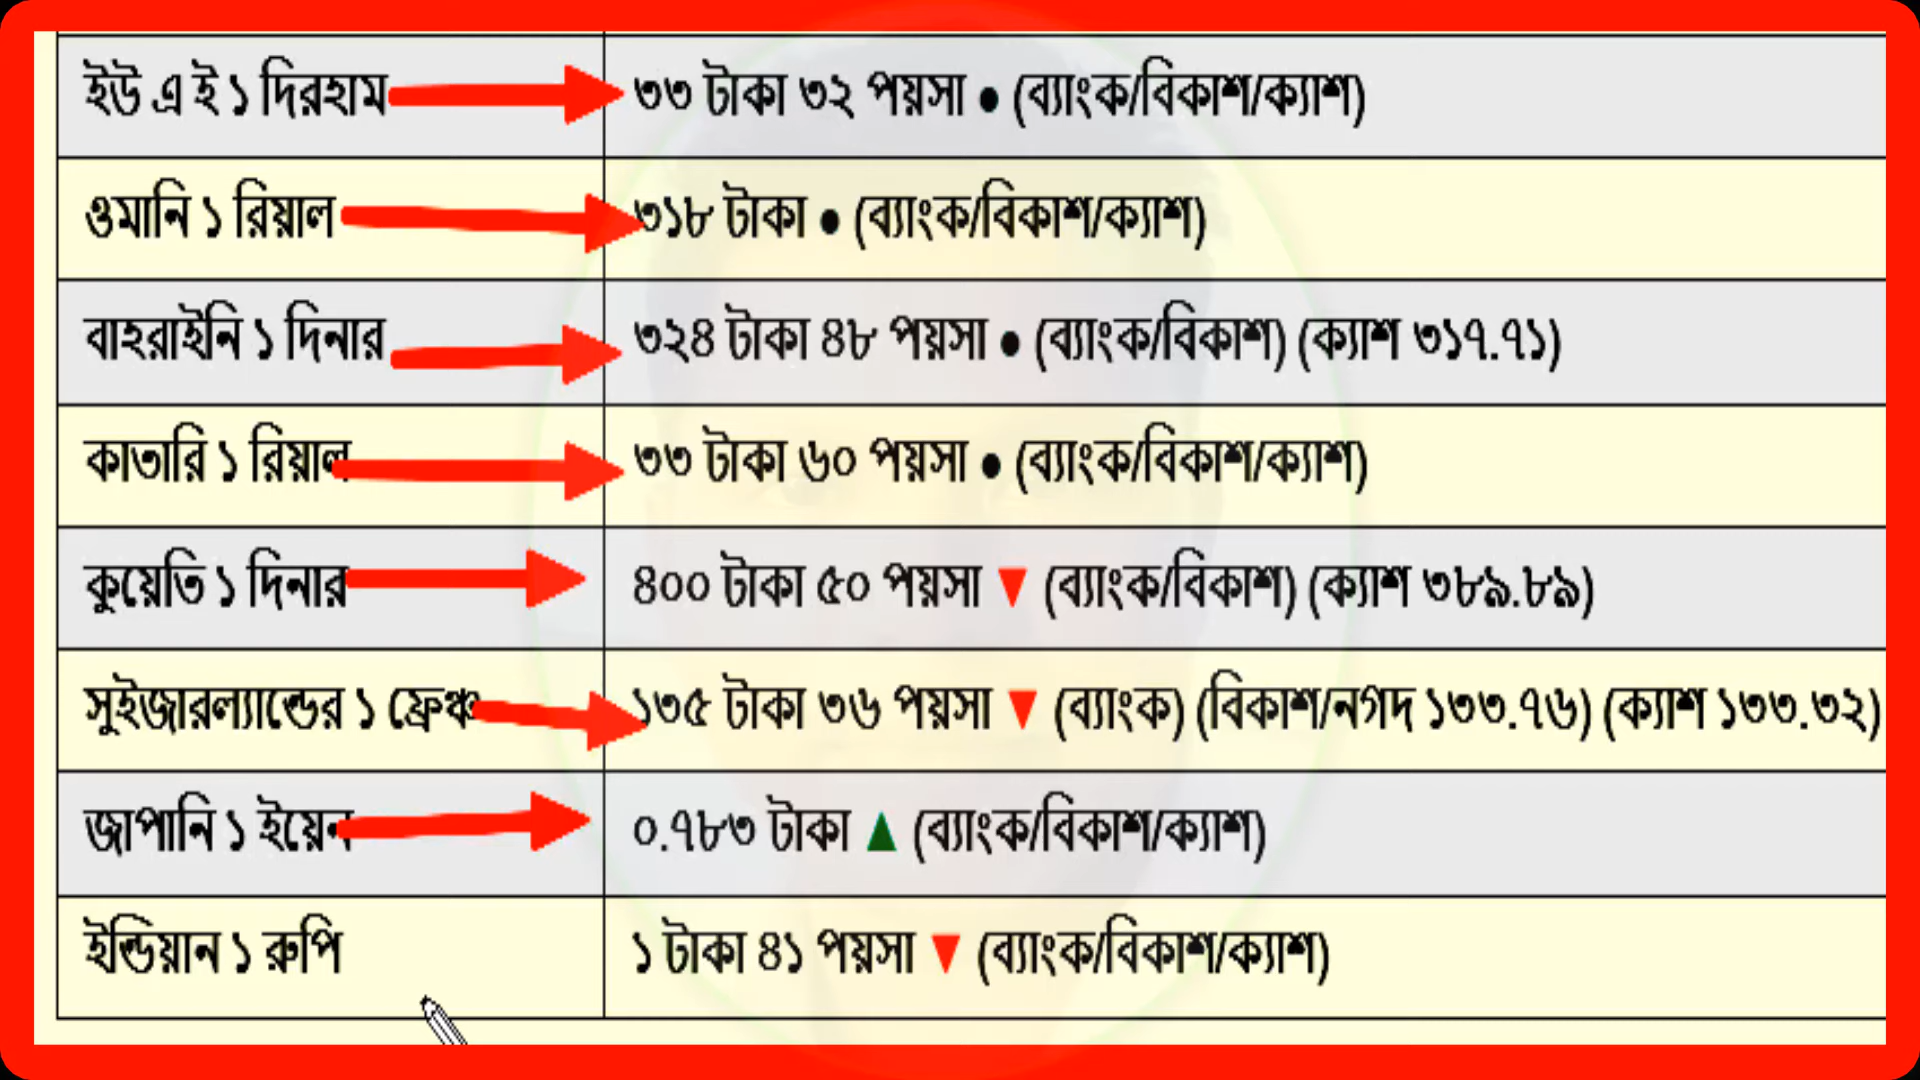 ইউ এ ই ১ দিরহাম ৩৩ টাকা ৩২ পয়সা ● (ব্যাংক/বিকাশ/ক্যাশ)
ওমানি ১ রিয়াল ৩১৮ টাকা ● (ব্যাংক/বিকাশ/ক্যাশ)
বাহরাইনি ১ দিনার ৩২৪ টাকা ৪৮ পয়সা ● (ব্যাংক/বিকাশ) (ক্যাশ ৩১৭.৭১)
কাতারি ১ রিয়াল ৩৩ টাকা ৬০ পয়সা ● (ব্যাংক/বিকাশ/ক্যাশ)
কুয়েতি ১ দিনার ৪০০ টাকা ৫০ পয়সা ▼ (ব্যাংক/বিকাশ) (ক্যাশ ৩৮৯.৮৯)
সুইজারল্যান্ডের ১ ফ্রেঞ্চ ১৩৫ টাকা ৩৬ পয়সা ▼ (ব্যাংক) (বিকাশ/নগদ ১৩৩.৭৬) (ক্যাশ ১৩৩.৩২)
জাপানি ১ ইয়েন ০.৭৮৩ টাকা ▲ (ব্যাংক/বিকাশ/ক্যাশ)
ইন্ডিয়ান ১ রুপি ১ টাকা ৪১ পয়সা ▼ (ব্যাংক/বিকাশ/ক্যাশ)